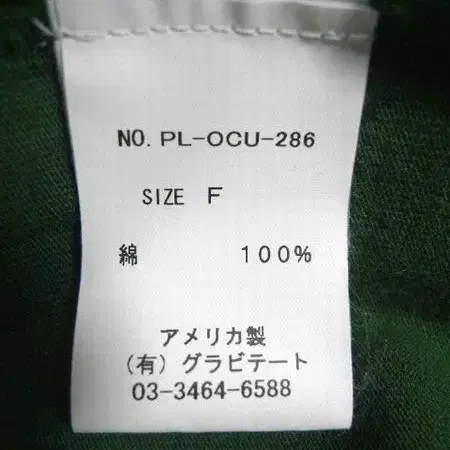 NO. PL-OCU-286
SIZE F
綿 100%
アメリカ製
(有) グラビテート
03-3464-6588